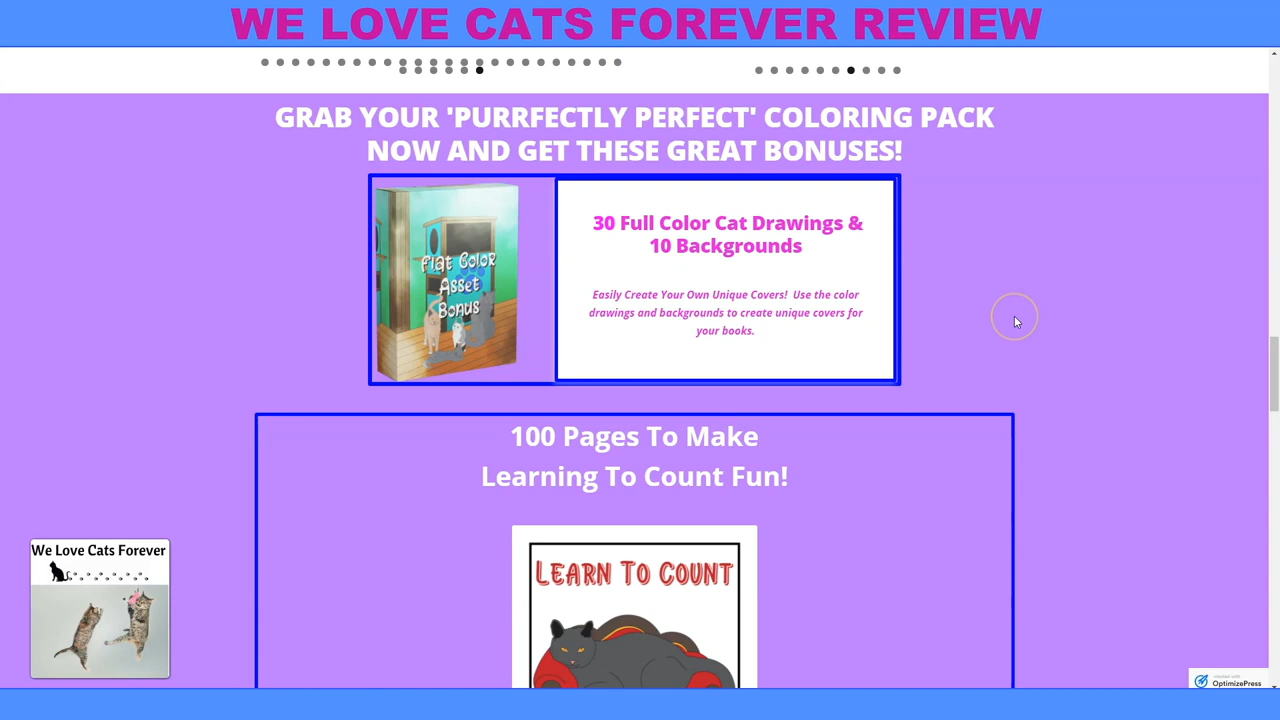 WE LOVE CATS FOREVER REVIEW
GRAB YOUR 'PURRFECTLY PERFECT' COLORING PACK
NOW AND GET THESE GREAT BONUSES!
Flat Color
Asset
Bonus
30 Full Color Cat Drawings &
10 Backgrounds
Easily Create Your Own Unique Covers! Use the color
drawings and backgrounds to create unique covers for
your books.
100 Pages To Make
Learning To Count Fun!
LEARN TO COUNT
We Love Cats Forever
created with
OptimizePress